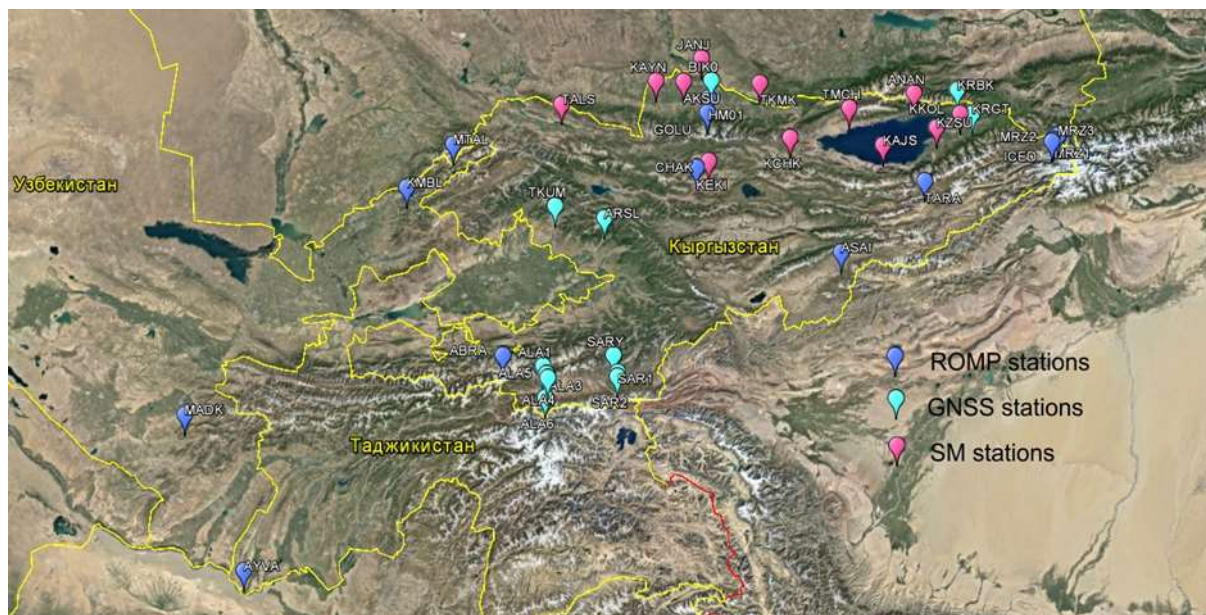 JANJ
KAYN
BIK0
AKSU
TKMK
ANAN
KRBK
TALS
TMCH
KKOL
KRGT
GOLU
HM01
KZSU
MRZ2
MRZ3
MTAL
KCHK
KAJS
ICED
MRZ1
CHAK
KEKI
Узбекистан
KMBL
TKUM
TARA
ARSL
Кыргызстан
ASAI
ABRA
ALA1
SARY
ROMP stations
ALA5
ALA3
SAR1
ALA4
SAR2
GNSS stations
MADK
ALA6
Таджикистан
SM stations
AYVA